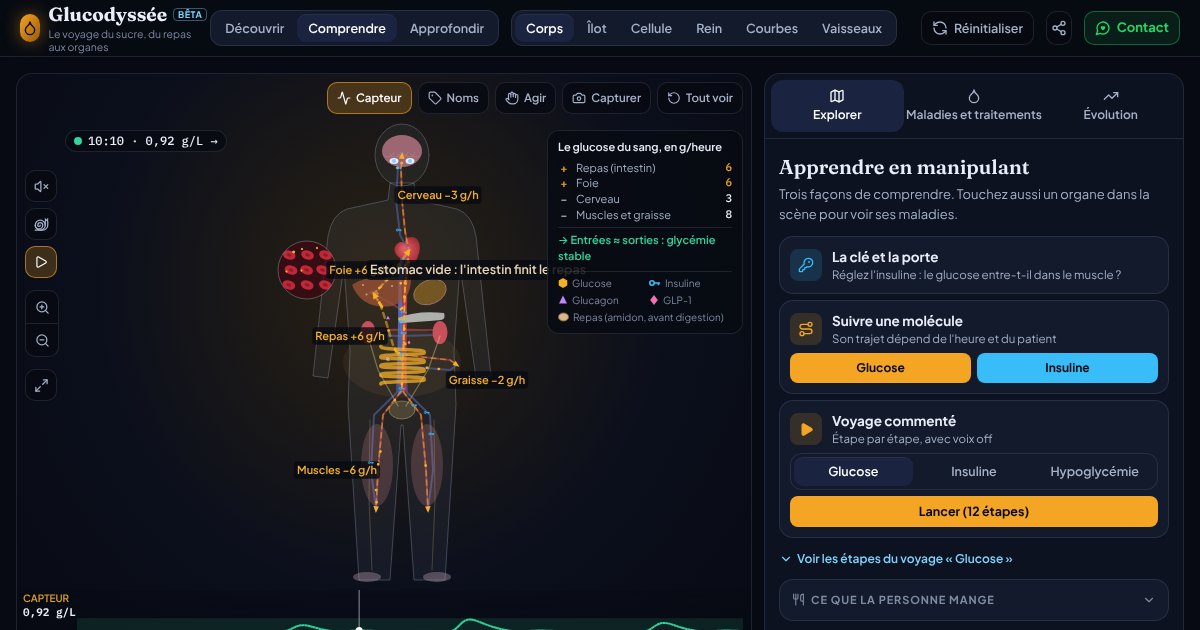 Glucodyssée BÊTA
Le voyage du sucre, du repas
aux organes
Découvrir Comprendre Approfondir
Corps Îlot Cellule Rein Courbes Vaisseaux
Réinitialiser
Contact
Capteur Noms Agir Capturer Tout voir
10:10 · 0,92 g/L →
Le glucose du sang, en g/heure
+ Repas (intestin) 6
+ Foie 6
− Cerveau 3
− Muscles et graisse 8
→ Entrées ≈ sorties : glycémie
stable
Glucose Insuline
Glucagon GLP-1
Repas (amidon, avant digestion)
Cerveau −3 g/h
Foie +6
Estomac vide : l'intestin finit le repas
Repas +6 g/h
Graisse −2 g/h
Muscles −6 g/h
CAPTEUR
0,92 g/L
Explorer
Maladies et traitements
Évolution
Apprendre en manipulant
Trois façons de comprendre. Touchez aussi un organe dans la
scène pour voir ses maladies.
La clé et la porte
Réglez l'insuline : le glucose entre-t-il dans le muscle ?
Suivre une molécule
Son trajet dépend de l'heure et du patient
Glucose Insuline
Voyage commenté
Étape par étape, avec voix off
Glucose Insuline Hypoglycémie
Lancer (12 étapes)
Voir les étapes du voyage « Glucose »
CE QUE LA PERSONNE MANGE